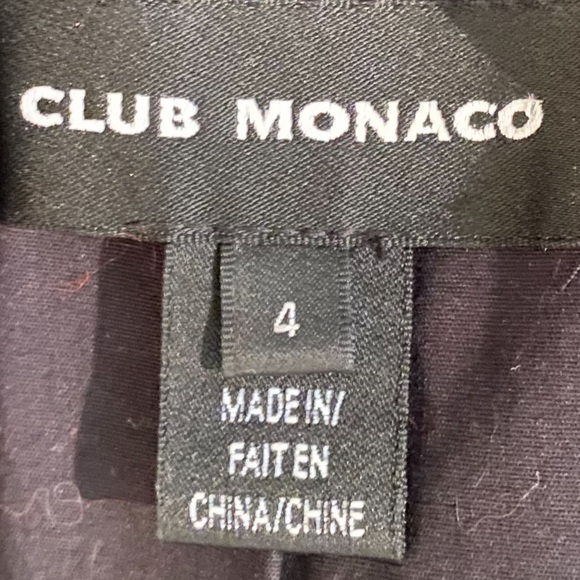 CLUB MONACO
4
MADE IN/
FAIT EN
CHINA/CHINE